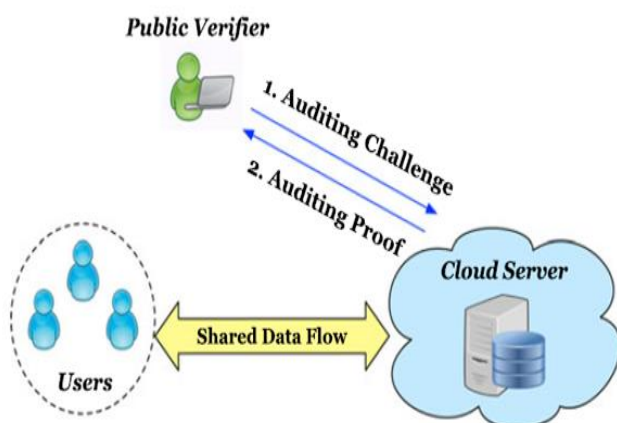 Public Verifier
1. Auditing Challenge
2. Auditing Proof
Cloud Server
Shared Data Flow
Users